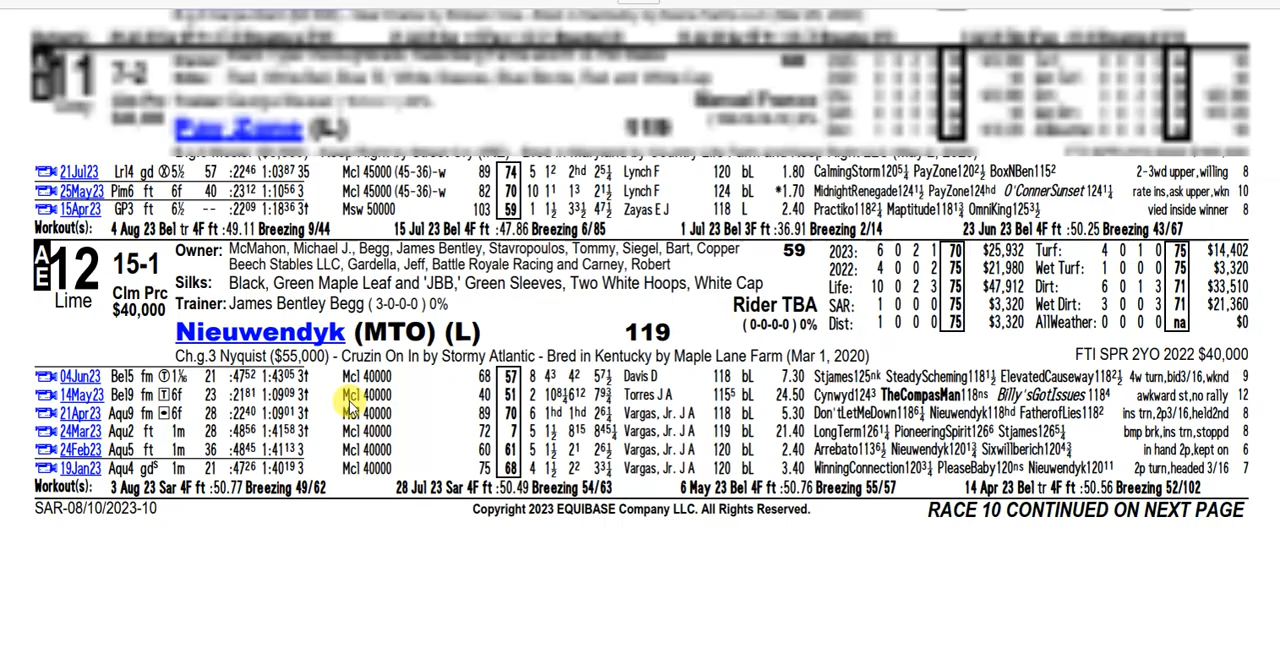 11 7-2
Pay Zone (L) 119
21Jul23 Lrl4 gd Ⓧ5½ 57 :2246 1:0387 35 Mcl 45000 (45-36)-w 89 74 5 1² 2hd 25¼ Lynch F 120 bL 1.80 CalmingStorm120⁵¼ PayZone120²½ BoxNBen115² 2-3wd upper,willing 8
25May23 Pim6 ft 6f 40 :2312 1:1056 3 Mcl 45000 (45-36)-w 82 70 10 11 1³ 21½ Lynch F 124 bL *1.70 MidnightRenegade124¹½ PayZone124hd O'ConnerSunset124¹¼ rate ins,ask upper,wkn 10
15Apr23 GP3 ft 6½ -- :2209 1:1836 3↑ Msw 50000 103 59 1 1½ 33½ 47½ Zayas E J 118 L 2.40 Practiko118²¼ Maptitude118¹¾ OmniKing125³½ vied inside winner 8
Workout(s): 4 Aug 23 Bel tr 4F ft :49.11 Breezing 9/44 15 Jul 23 Bel 4F ft :47.86 Breezing 6/85 1 Jul 23 Bel 3F ft :36.91 Breezing 2/14 23 Jun 23 Bel 4F ft :50.25 Breezing 43/67
AE 12 15-1 Owner: McMahon, Michael J., Begg, James Bentley, Stavropoulos, Tommy, Siegel, Bart, Copper 59 2023: 6 0 2 1 70 $25,932 Turf: 4 0 1 0 75 $14,402
Beech Stables LLC, Gardella, Jeff, Battle Royale Racing and Carney, Robert 2022: 4 0 0 2 75 $21,980 Wet Turf: 1 0 0 0 75 $3,320
Lime Clm Prc Silks: Black, Green Maple Leaf and 'JBB,' Green Sleeves, Two White Hoops, White Cap Life: 10 0 2 3 75 $47,912 Dirt: 6 0 1 3 71 $33,510
$40,000 Trainer: James Bentley Begg ( 3-0-0-0 ) 0% Rider TBA SAR: 1 0 0 0 75 $3,320 Wet Dirt: 3 0 0 3 71 $21,360
Nieuwendyk (MTO) (L) 119 ( 0-0-0-0 ) 0% Dist: 1 0 0 0 75 $3,320 AllWeather: 0 0 0 0 na $0
Ch.g.3 Nyquist ($55,000) - Cruzin On In by Stormy Atlantic - Bred in Kentucky by Maple Lane Farm (Mar 1, 2020) FTI SPR 2YO 2022 $40,000
04Jun23 Bel5 fm Ⓣ1¹⁄₁₆ 21 :4752 1:4305 3↑ Mcl 40000 68 57 8 4³ 4² 57½ Davis D 118 bL 7.30 Stjames125nk SteadyScheming118¹½ ElevatedCauseway118²½ 4w turn,bid3/16,wknd 9
14May23 Bel9 fm 🅃6f 23 :2181 1:0909 3↑ Mcl 40000 40 51 2 10⁸¼ 61² 79¾ Torres J A 115⁵ bL 24.50 Cynwyd124³ TheCompasMan118ns Billy'sGotIssues118⁴ awkward st,no rally 12
21Apr23 Aqu9 fm 6f 28 :2240 1:0901 3↑ Mcl 40000 89 70 6 1hd 1hd 26¼ Vargas, Jr. J A 118 bL 5.30 Don'tLetMeDown118⁶¼ Nieuwendyk118hd FatherofLies118² ins trn,2p3/16,held2nd 8
24Mar23 Aqu2 ft 1m 28 :4856 1:4158 3↑ Mcl 40000 72 7 5 1½ 81⁵ 845¼ Vargas, Jr. J A 119 bL 21.40 LongTerm126¹¼ PioneeringSpirit126⁶ Stjames126⁵¼ bmp brk,ins trn,stoppd 8
24Feb23 Aqu5 ft 1m 36 :4845 1:4113 3 Mcl 40000 60 61 5 1½ 2¹ 26½ Vargas, Jr. J A 120 bL 2.40 Arrebato113⁶½ Nieuwendyk120¹¾ Sixwillberich120⁴¾ in hand 2p,kept on 6
19Jan23 Aqu4 gdˢ 1m 21 :4726 1:4019 3 Mcl 40000 75 68 4 1½ 2² 33¼ Vargas, Jr. J A 120 bL 3.40 WinningConnection120³¼ PleaseBaby120ns Nieuwendyk120¹¹ 2p turn,headed 3/16 7
Workout(s): 3 Aug 23 Sar 4F ft :50.77 Breezing 49/62 28 Jul 23 Sar 4F ft :50.49 Breezing 54/63 6 May 23 Bel 4F ft :50.76 Breezing 55/57 14 Apr 23 Bel tr 4F ft :50.56 Breezing 52/102
SAR-08/10/2023-10 Copyright 2023 EQUIBASE Company LLC. All Rights Reserved. RACE 10 CONTINUED ON NEXT PAGE